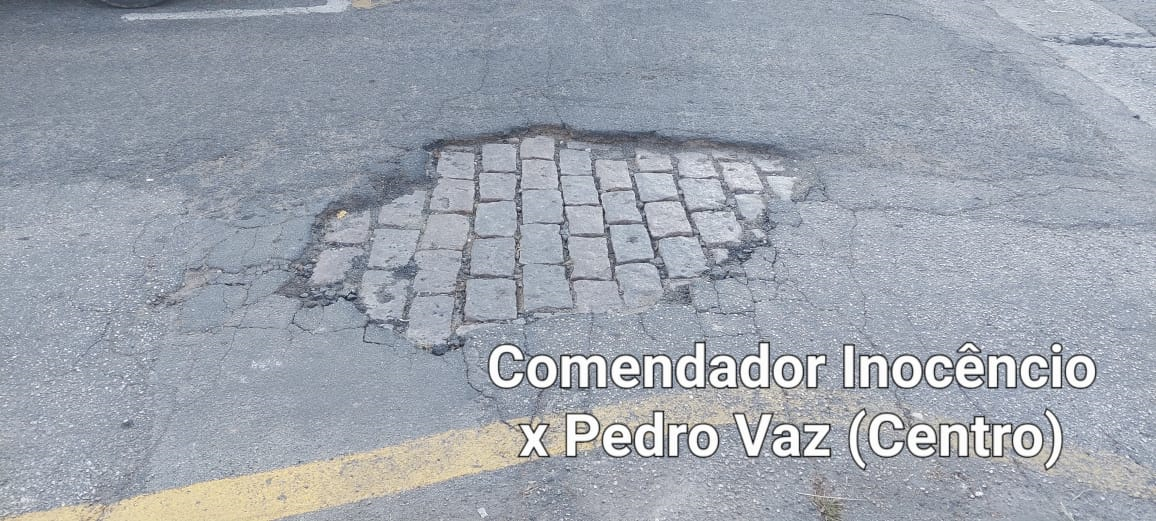 Comendador Inocêncio
x Pedro Vaz (Centro)